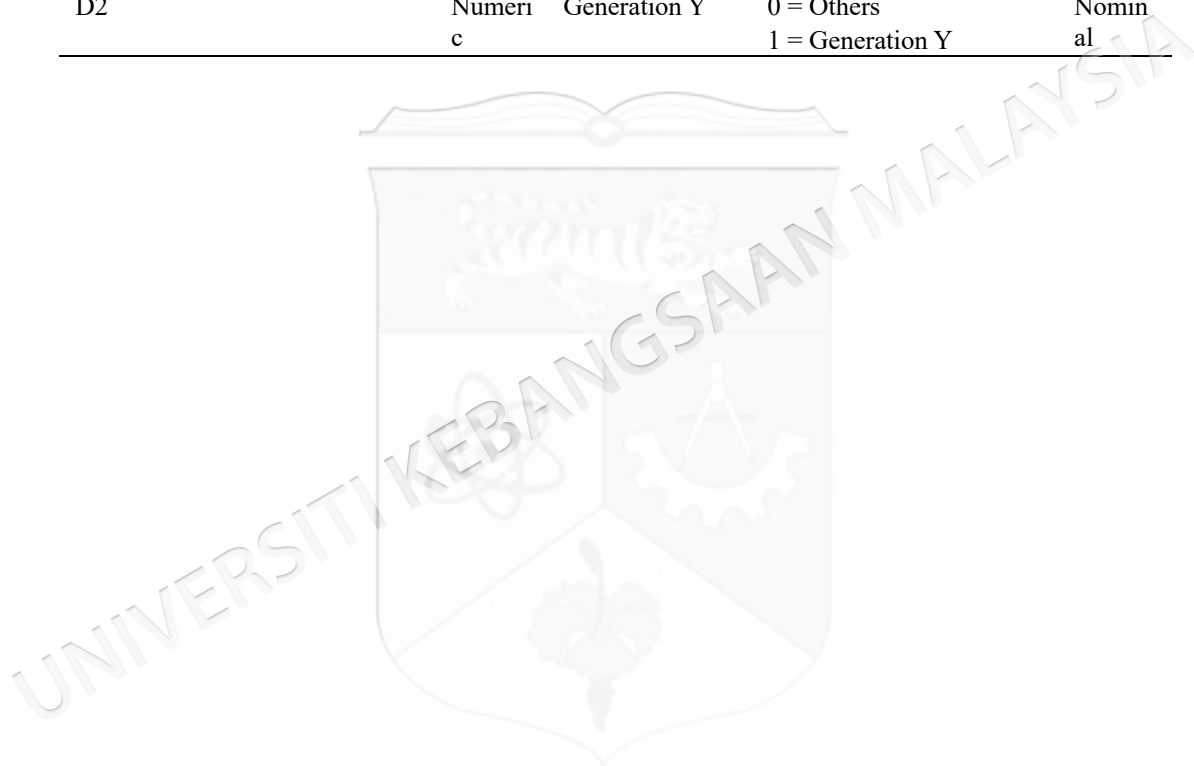 D2 Numeri Generation Y 0 = Others Nomin
c 1 = Generation Y al
UNIVERSITI KEBANGSAAN MALAYSIA